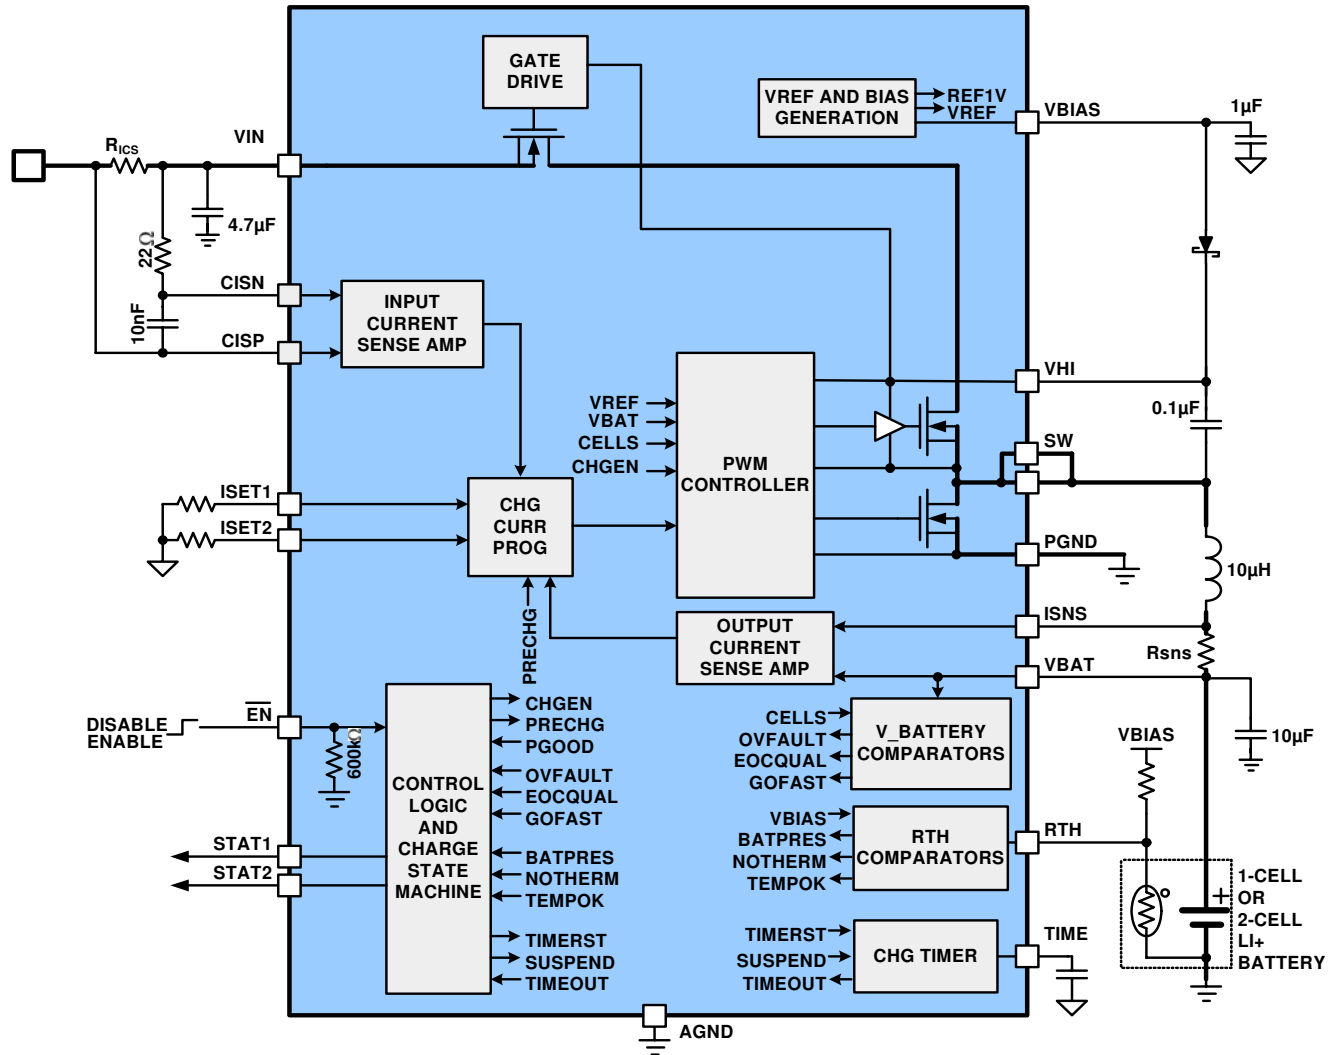 GATE
DRIVE
VREF AND BIAS
GENERATION
REF1V
VREF
VBIAS
1µF
RICS
VIN
4.7µF
22Ω
CISN
10nF
CISP
INPUT
CURRENT
SENSE AMP
VHI
0.1µF
VREF
VBAT
CELLS
CHGEN
PWM
CONTROLLER
SW
ISET1
ISET2
CHG
CURR
PROG
PRECHG
PGND
10µH
OUTPUT
CURRENT
SENSE AMP
ISNS
Rsns
VBAT
10µF
DISABLE
ENABLE
EN
600kΩ
CONTROL
LOGIC
AND
CHARGE
STATE
MACHINE
CHGEN
PRECHG
PGOOD
OVFAULT
EOCQUAL
GOFAST
BATPRES
NOTHERM
TEMPOK
TIMERST
SUSPEND
TIMEOUT
STAT1
STAT2
CELLS
OVFAULT
EOCQUAL
GOFAST
V_BATTERY
COMPARATORS
VBIAS
VBIAS
BATPRES
NOTHERM
TEMPOK
RTH
COMPARATORS
RTH
1-CELL
OR
2-CELL
LI+
BATTERY
+
TIMERST
SUSPEND
TIMEOUT
CHG TIMER
TIME
AGND